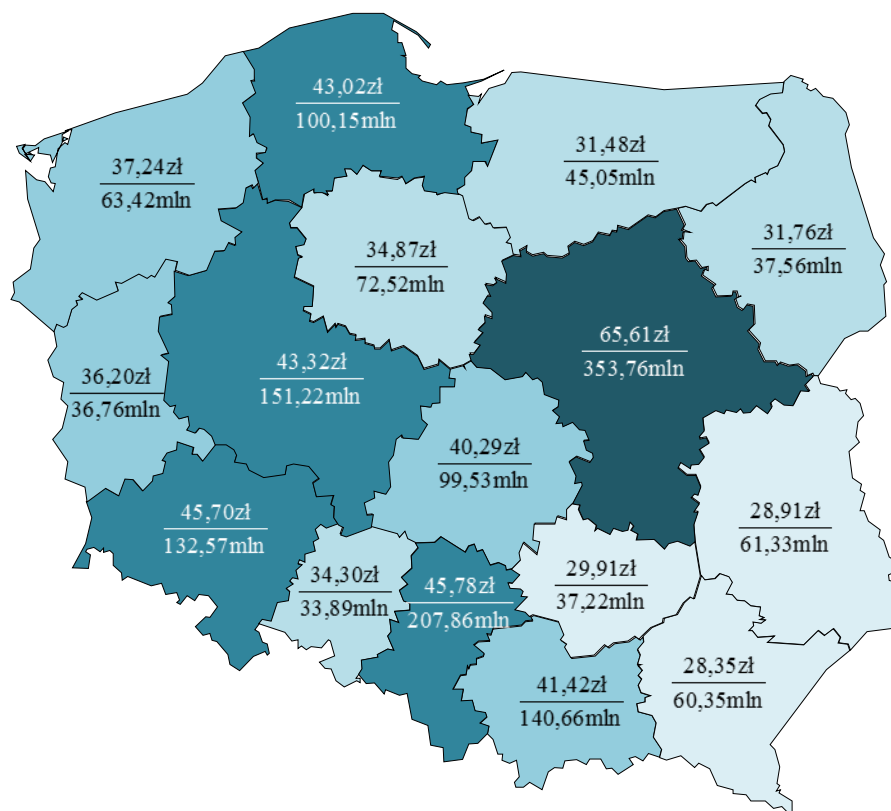 43,02zł
100,15mln
31,48zł
45,05mln
37,24zł
63,42mln
34,87zł
72,52mln
31,76zł
37,56mln
65,61zł
353,76mln
43,32zł
151,22mln
36,20zł
36,76mln
40,29zł
99,53mln
45,70zł
132,57mln
28,91zł
61,33mln
34,30zł
33,89mln
45,78zł
207,86mln
29,91zł
37,22mln
41,42zł
140,66mln
28,35zł
60,35mln